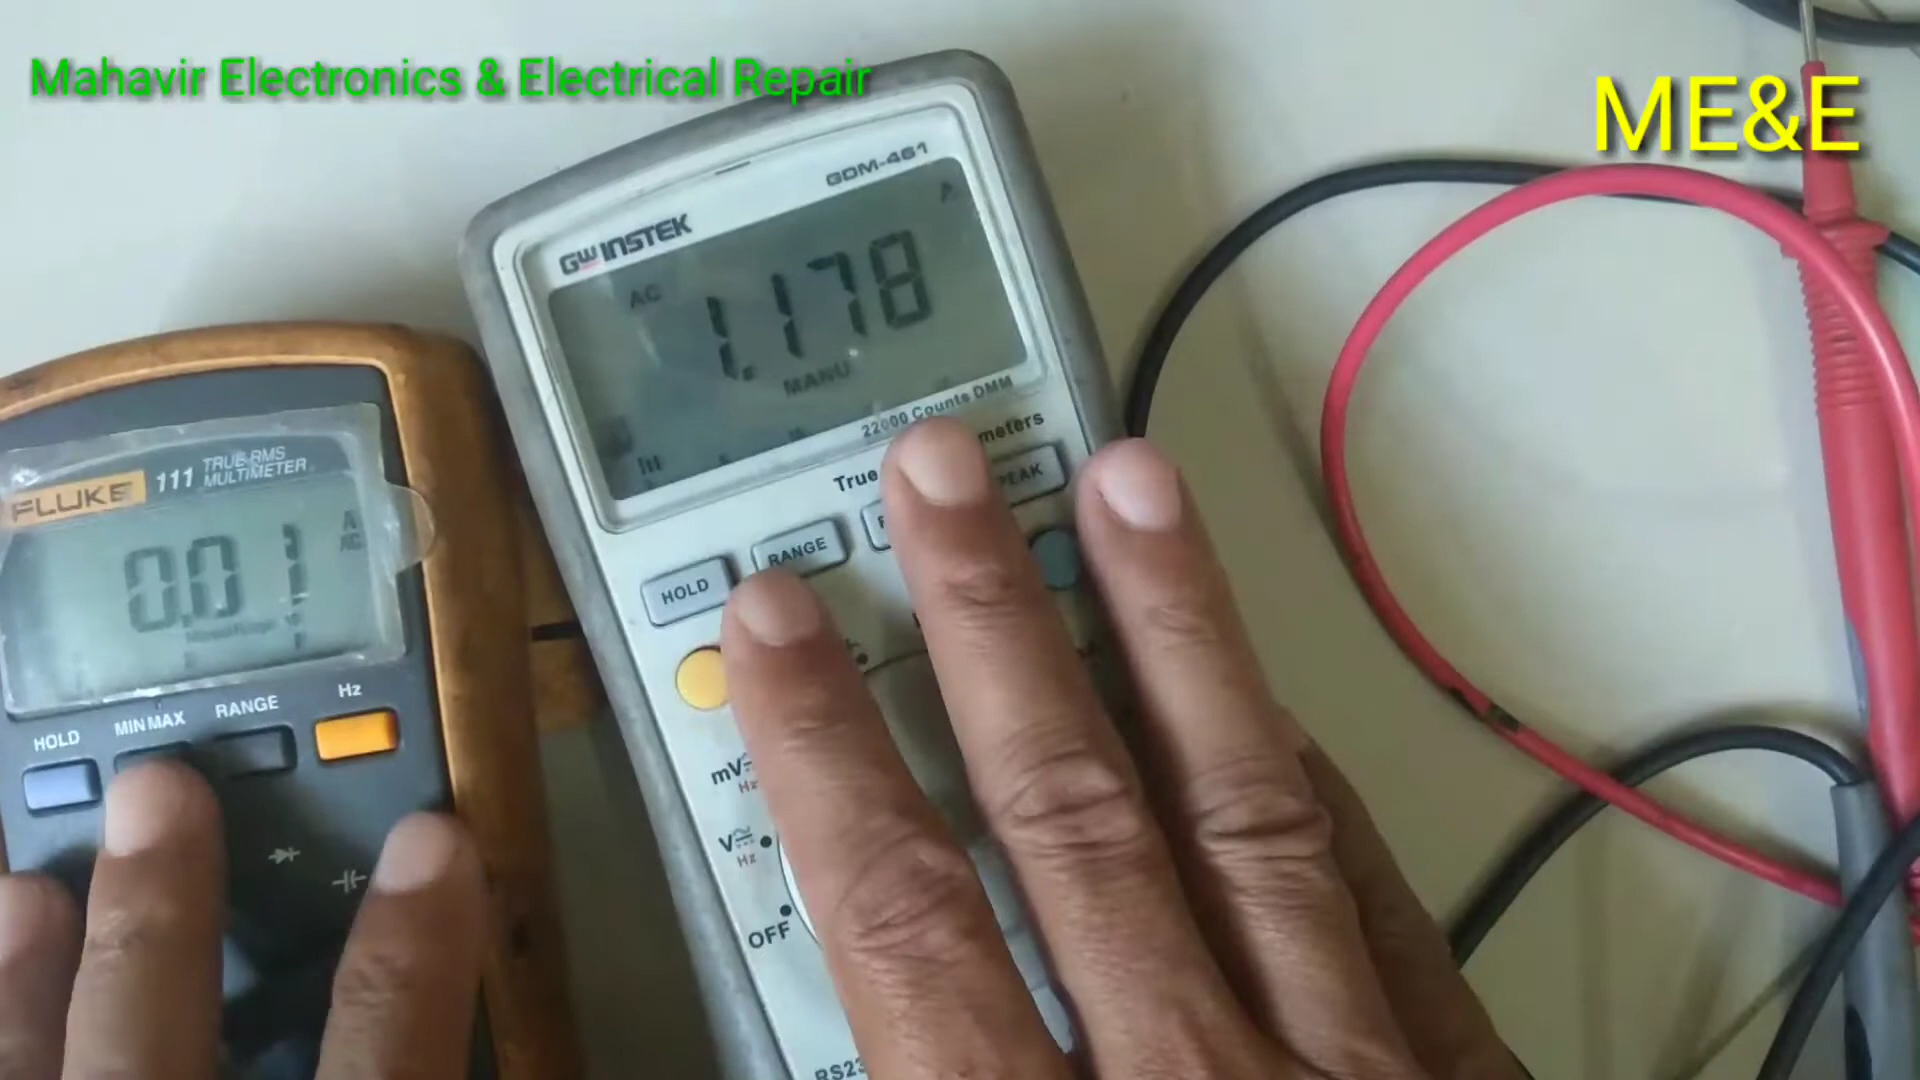 Mahavir Electronics & Electrical Repair
ME&E
GW INSTEK
GDM-461
AC
A
1.178
MANU
22000 Counts DMM
True
meters
HOLD
RANGE
PEAK
mV
Hz
V
Hz
OFF
FLUKE 111 TRUE RMS MULTIMETER
0.01
A
AC
HOLD
MIN MAX
RANGE
Hz